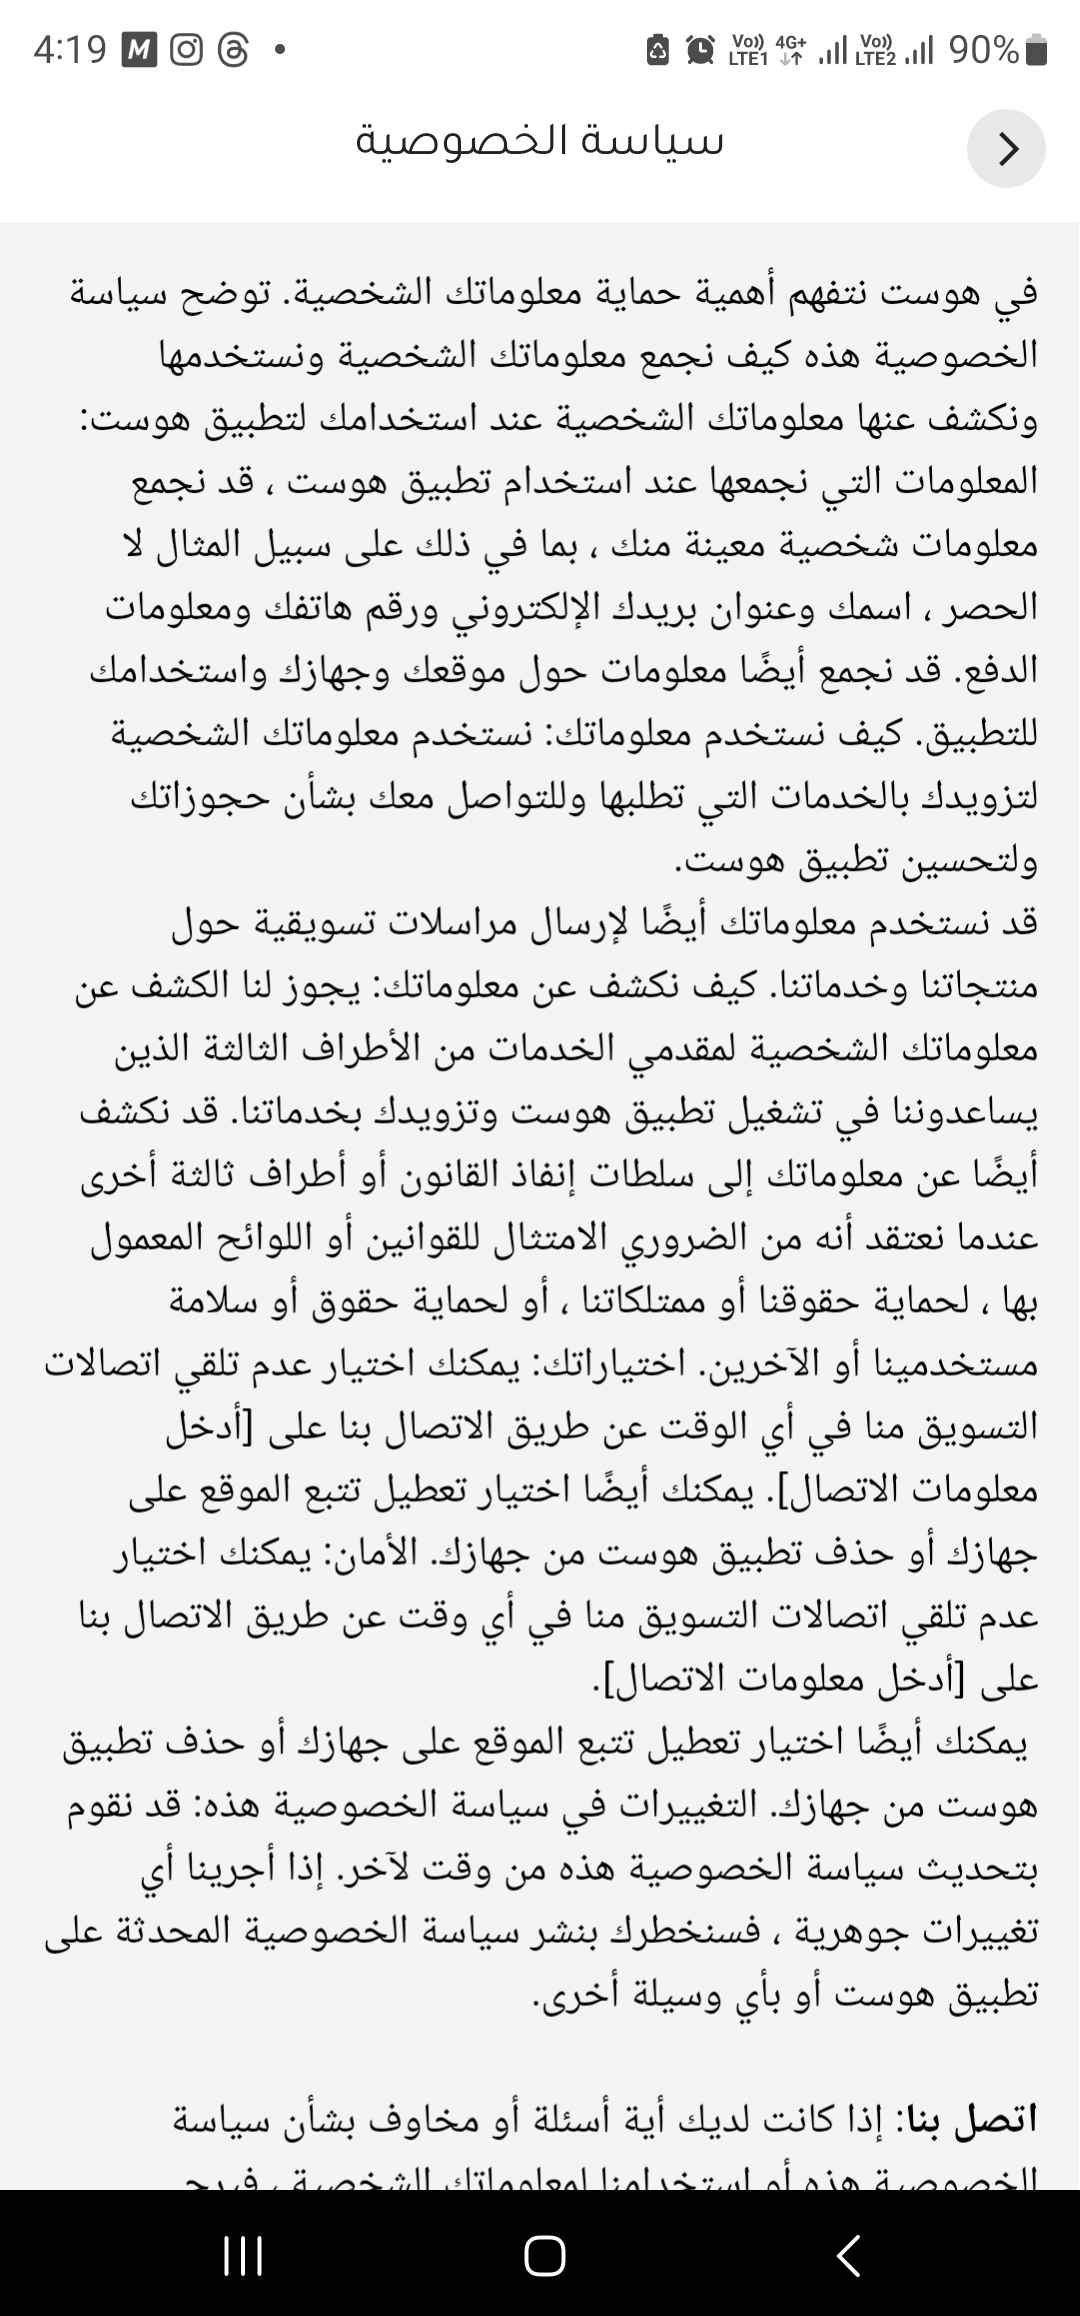 4:19
Vo)) LTE1 4G+ Vo)) LTE2 90%
سياسة الخصوصية
في هوست نتفهم أهمية حماية معلوماتك الشخصية. توضح سياسة
الخصوصية هذه كيف نجمع معلوماتك الشخصية ونستخدمها
ونكشف عنها معلوماتك الشخصية عند استخدامك لتطبيق هوست:
المعلومات التي نجمعها عند استخدام تطبيق هوست ، قد نجمع
معلومات شخصية معينة منك ، بما في ذلك على سبيل المثال لا
الحصر ، اسمك وعنوان بريدك الإلكتروني ورقم هاتفك ومعلومات
الدفع. قد نجمع أيضًا معلومات حول موقعك وجهازك واستخدامك
للتطبيق. كيف نستخدم معلوماتك: نستخدم معلوماتك الشخصية
لتزويدك بالخدمات التي تطلبها وللتواصل معك بشأن حجوزاتك
ولتحسين تطبيق هوست.
قد نستخدم معلوماتك أيضًا لإرسال مراسلات تسويقية حول
منتجاتنا وخدماتنا. كيف نكشف عن معلوماتك: يجوز لنا الكشف عن
معلوماتك الشخصية لمقدمي الخدمات من الأطراف الثالثة الذين
يساعدوننا في تشغيل تطبيق هوست وتزويدك بخدماتنا. قد نكشف
أيضًا عن معلوماتك إلى سلطات إنفاذ القانون أو أطراف ثالثة أخرى
عندما نعتقد أنه من الضروري الامتثال للقوانين أو اللوائح المعمول
بها ، لحماية حقوقنا أو ممتلكاتنا ، أو لحماية حقوق أو سلامة
مستخدمينا أو الآخرين. اختياراتك: يمكنك اختيار عدم تلقي اتصالات
التسويق منا في أي الوقت عن طريق الاتصال بنا على [أدخل
معلومات الاتصال]. يمكنك أيضًا اختيار تعطيل تتبع الموقع على
جهازك أو حذف تطبيق هوست من جهازك. الأمان: يمكنك اختيار
عدم تلقي اتصالات التسويق منا في أي وقت عن طريق الاتصال بنا
على [أدخل معلومات الاتصال].
يمكنك أيضًا اختيار تعطيل تتبع الموقع على جهازك أو حذف تطبيق
هوست من جهازك. التغييرات في سياسة الخصوصية هذه: قد نقوم
بتحديث سياسة الخصوصية هذه من وقت لآخر. إذا أجرينا أي
تغييرات جوهرية ، فسنخطرك بنشر سياسة الخصوصية المحدثة على
تطبيق هوست أو بأي وسيلة أخرى.
اتصل بنا: إذا كانت لديك أية أسئلة أو مخاوف بشأن سياسة
الخصوصية هذه أو استخدامنا لمعلوماتك الشخصية ،